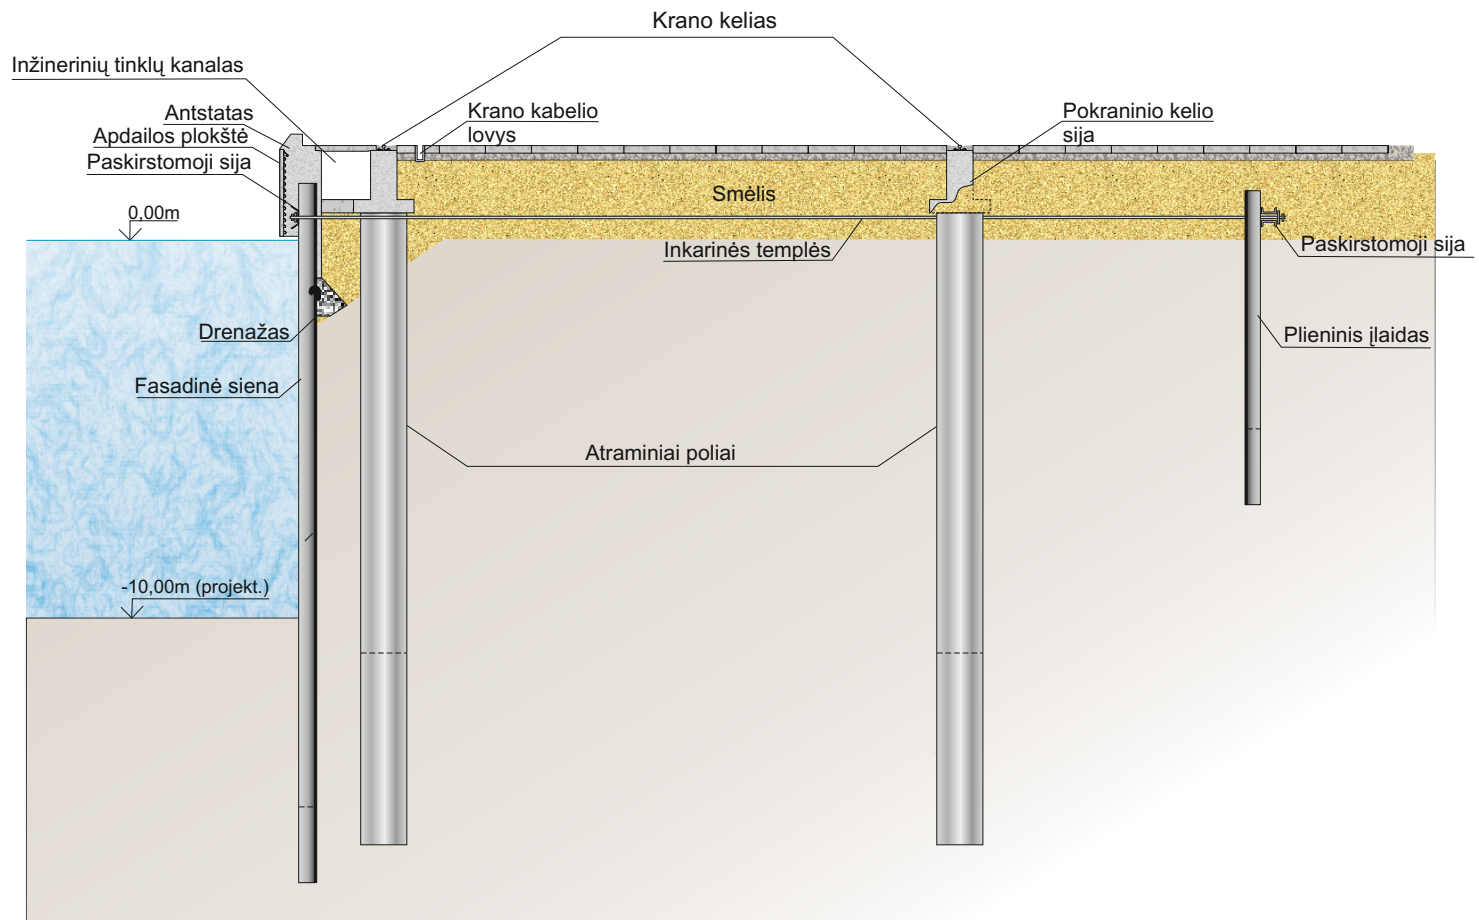 Krano kelias
Inžinerinių tinklų kanalas
Antstatas
Apdailos plokštė
Paskirstomoji sija
Krano kabelio
lovys
Pokraninio kelio
sija
Smėlis
0,00m
Inkarinės templės
Paskirstomoji sija
Drenažas
Plieninis įlaidas
Fasadinė siena
Atraminiai poliai
-10,00m (projekt.)